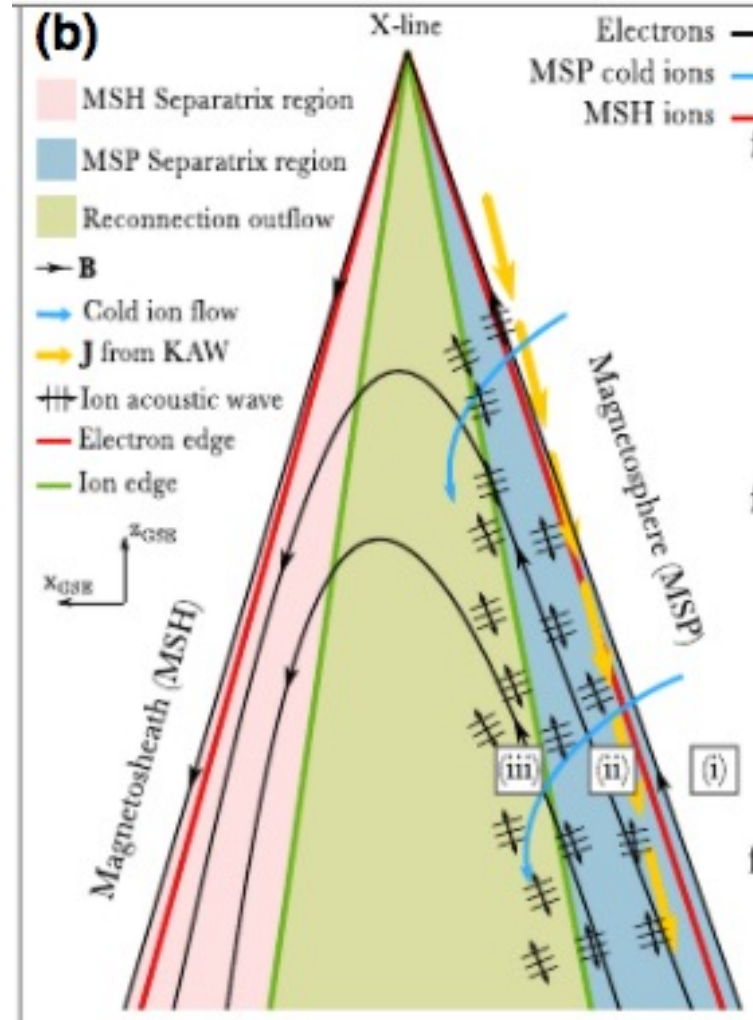 (b)
X-line
Electrons
MSP cold ions
MSH ions
MSH Separatrix region
MSP Separatrix region
Reconnection outflow
B
Cold ion flow
J from KAW
Ion acoustic wave
Electron edge
Ion edge
zGSE
xGSE
Magnetosphere (MSP)
Magnetosheath (MSH)
(iii)
(ii)
(i)